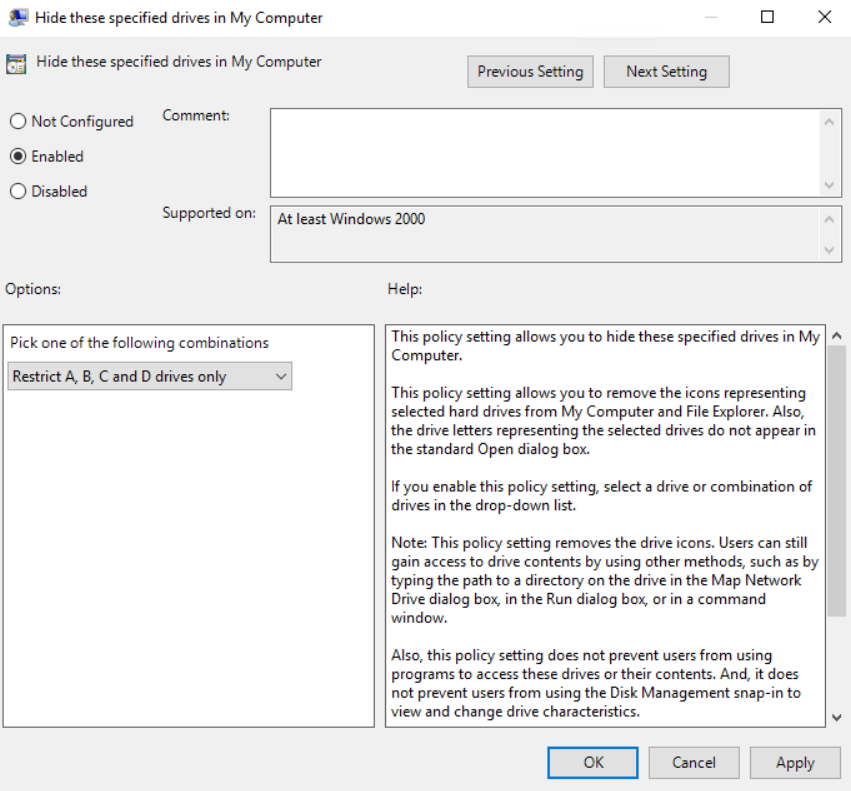 Hide these specified drives in My Computer
Hide these specified drives in My Computer
Previous Setting
Next Setting
Not Configured
Enabled
Disabled
Comment:
Supported on:
At least Windows 2000
Options:
Help:
Pick one of the following combinations
Restrict A, B, C and D drives only
This policy setting allows you to hide these specified drives in My
Computer.
This policy setting allows you to remove the icons representing
selected hard drives from My Computer and File Explorer. Also,
the drive letters representing the selected drives do not appear in
the standard Open dialog box.
If you enable this policy setting, select a drive or combination of
drives in the drop-down list.
Note: This policy setting removes the drive icons. Users can still
gain access to drive contents by using other methods, such as by
typing the path to a directory on the drive in the Map Network
Drive dialog box, in the Run dialog box, or in a command
window.
Also, this policy setting does not prevent users from using
programs to access these drives or their contents. And, it does
not prevent users from using the Disk Management snap-in to
view and change drive characteristics.
OK
Cancel
Apply